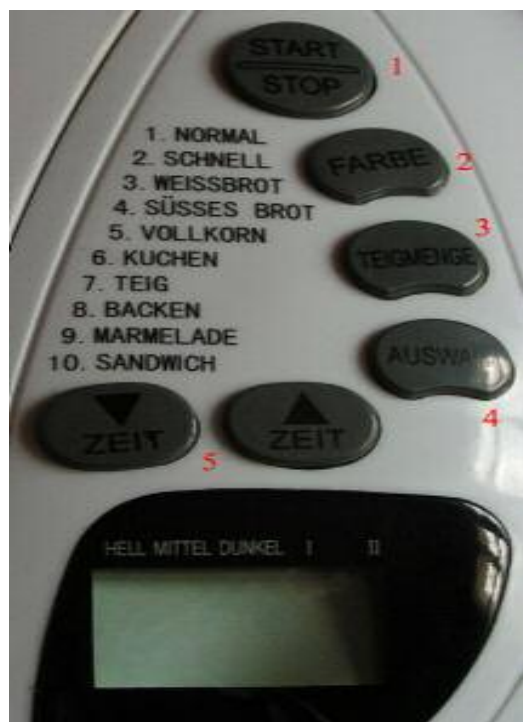 START
STOP
1
1. NORMAL
2. SCHNELL
3. WEISSBROT
4. SÜSSES BROT
5. VOLLKORN
6. KUCHEN
7. TEIG
8. BACKEN
9. MARMELADE
10. SANDWICH
FARBE
2
3
TEIGMENGE
AUSWAHL
4
ZEIT
5
ZEIT
HELL MITTEL DUNKEL I II